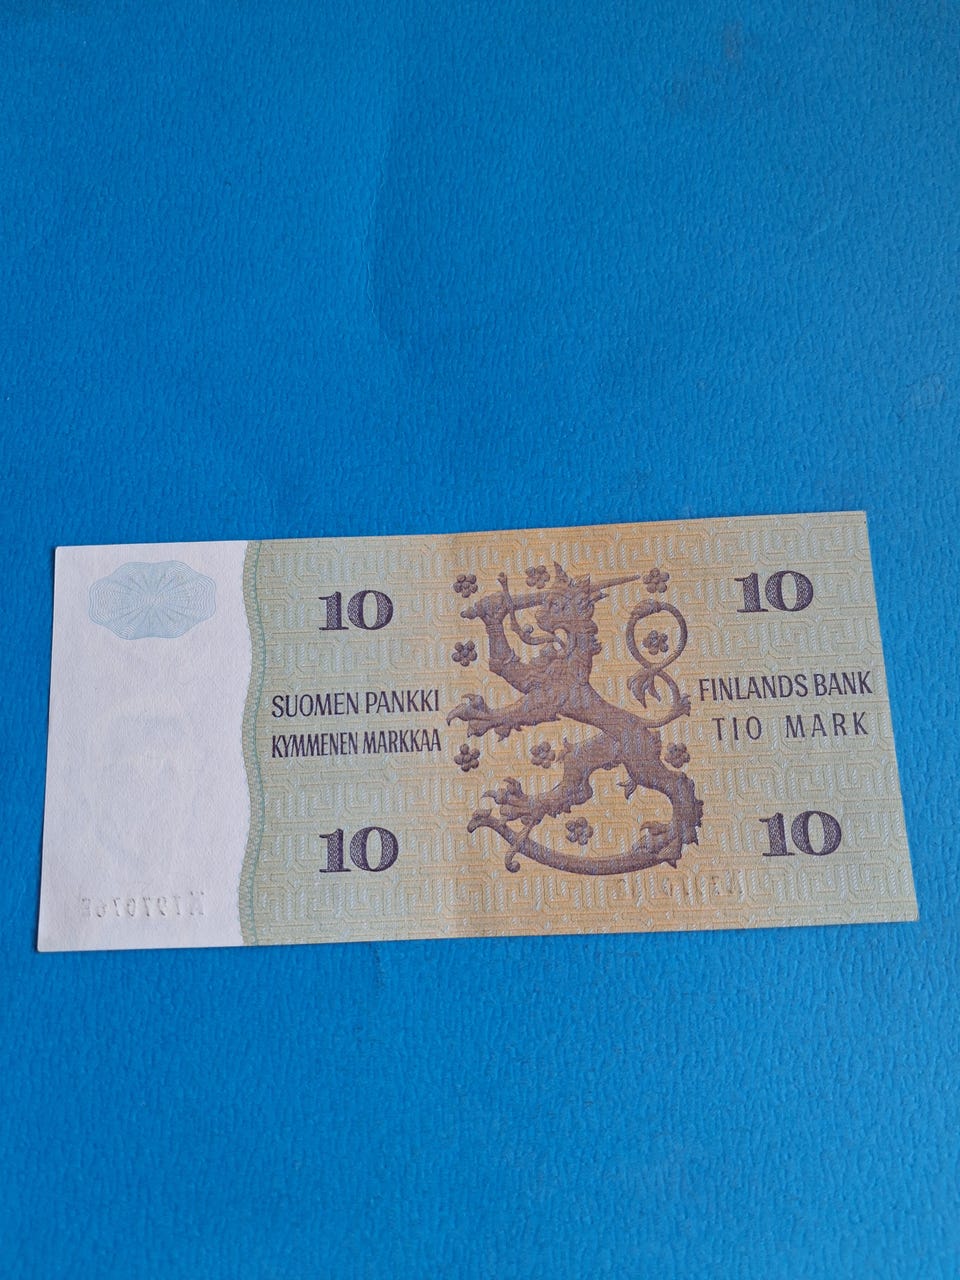 10
10
SUOMEN PANKKI
KYMMENEN MARKKAA
FINLANDS BANK
TIO MARK
10
10